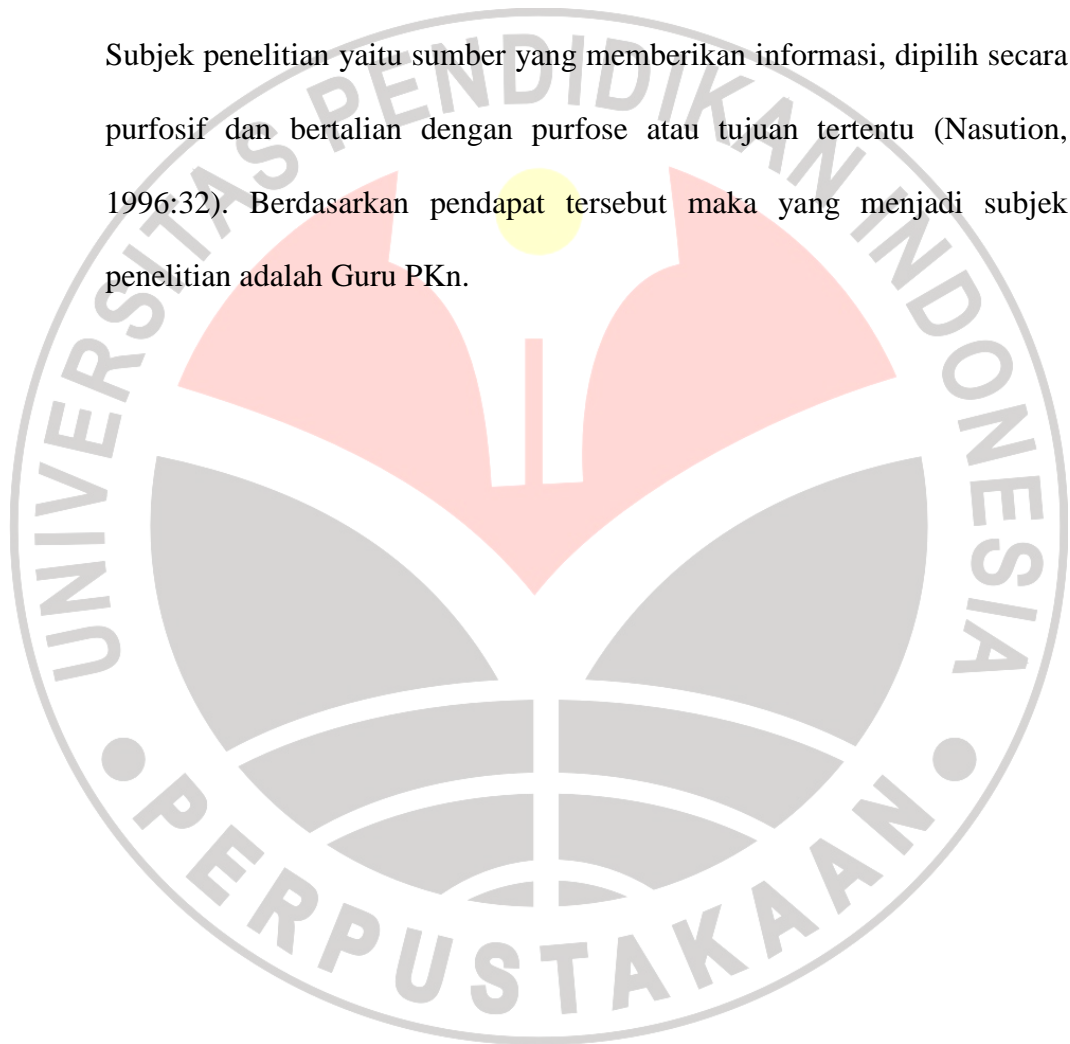 Subjek penelitian yaitu sumber yang memberikan informasi, dipilih secara
purfosif dan bertalian dengan purfose atau tujuan tertentu (Nasution,
1996:32). Berdasarkan pendapat tersebut maka yang menjadi subjek
penelitian adalah Guru PKn.
UNIVERSITAS PENDIDIKAN INDONESIA
PERPUSTAKAAN